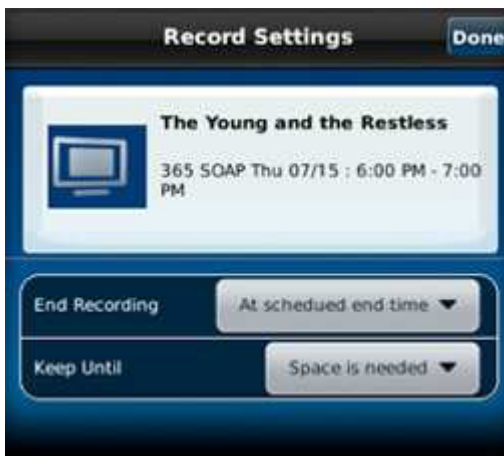 Record Settings
Done
The Young and the Restless
365 SOAP Thu 07/15 : 6:00 PM - 7:00
PM
End Recording
At schedued end time
Keep Until
Space is needed